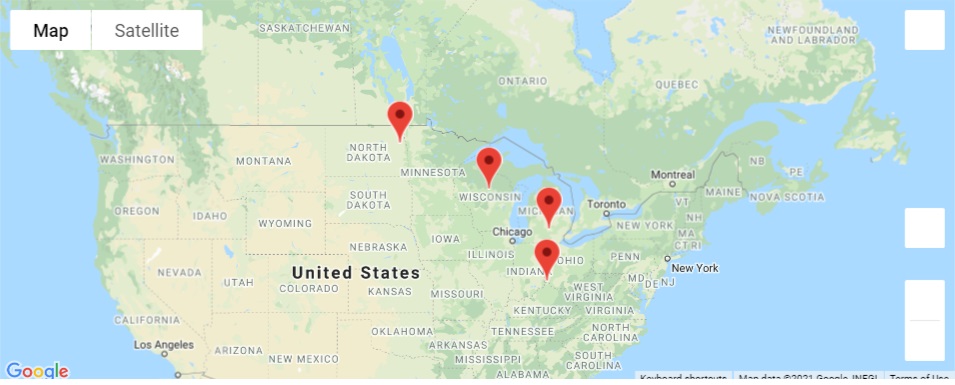 Map
Satellite
SASKATCHEWAN
NEWFOUNDLAND
AND LABRADOR
ONTARIO
QUEBEC
WASHINGTON
MONTANA
NORTH
DAKOTA
MINNESOTA
Montreal
NB
PE
MAINE
NOVA SCOTIA
OREGON
IDAHO
SOUTH
DAKOTA
WISCONSIN
Toronto
VT
NH
WYOMING
IOWA
Chicago
NEW YORK
MA
CT RI
NEBRASKA
ILLINOIS
OHIO
PENN
New York
NEVADA
UTAH
United States
COLORADO
KANSAS
MISSOURI
WEST
VIRGINIA
MD
DE
NJ
KENTUCKY
VIRGINIA
CALIFORNIA
Los Angeles
ARIZONA
NEW MEXICO
OKLAHOMA
ARKANSAS
TENNESSEE
NORTH
CAROLINA
MISSISSIPPI
SOUTH
CAROLINA
ALABAMA
Google
Keyboard shortcuts
Map data ©2021 Google, INEGI
Terms of Use